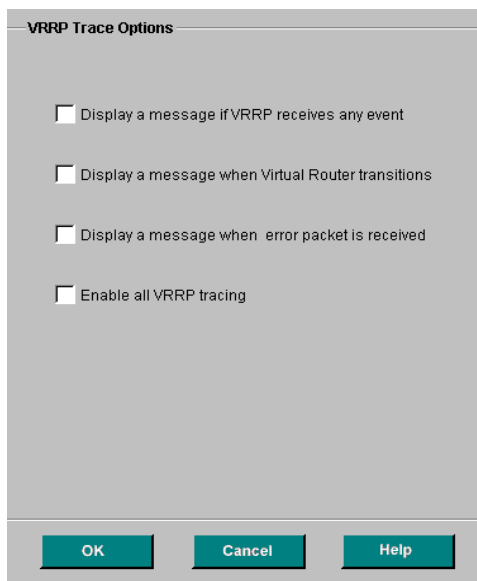 VRRP Trace Options
Display a message if VRRP receives any event
Display a message when Virtual Router transitions
Display a message when error packet is received
Enable all VRRP tracing
OK Cancel Help